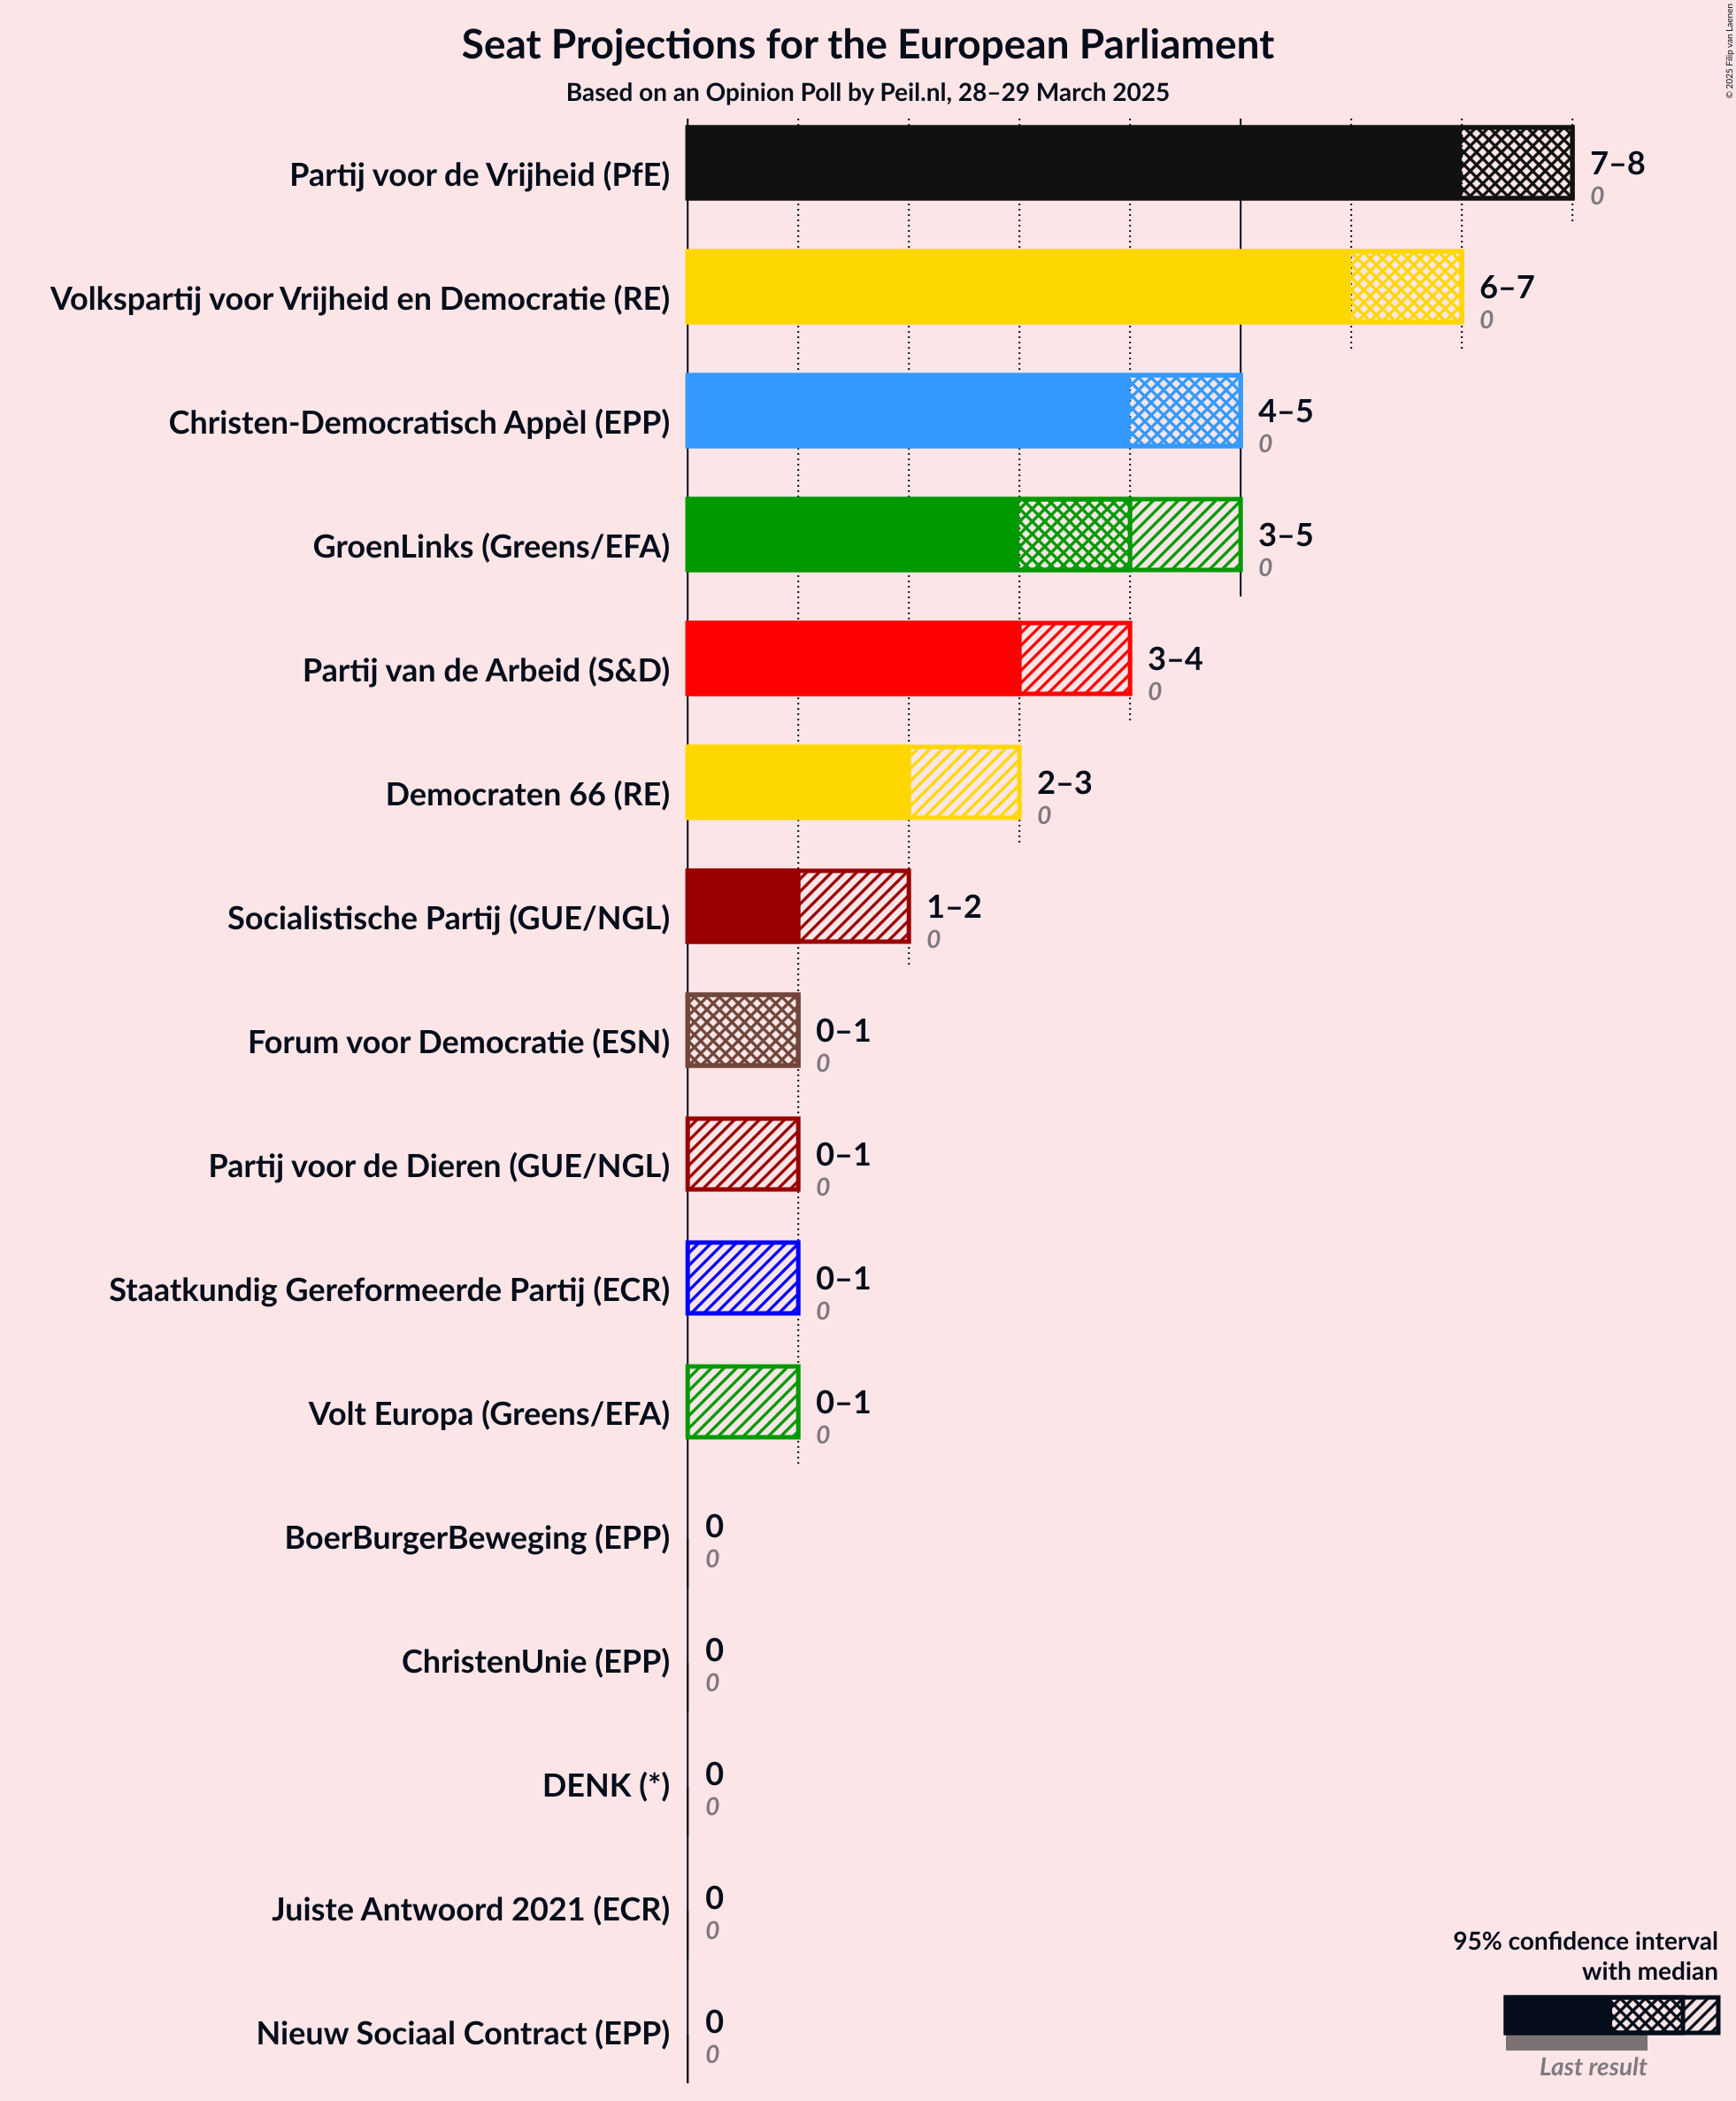 Seat Projections for the European Parliament
Based on an Opinion Poll by Peil.nl, 28–29 March 2025
© 2025 Filip van Laenen
Partij voor de Vrijheid (PfE)
7–8
0
Volkspartij voor Vrijheid en Democratie (RE)
6–7
0
Christen-Democratisch Appèl (EPP)
4–5
0
GroenLinks (Greens/EFA)
3–5
0
Partij van de Arbeid (S&D)
3–4
0
Democraten 66 (RE)
2–3
0
Socialistische Partij (GUE/NGL)
1–2
0
Forum voor Democratie (ESN)
0–1
0
Partij voor de Dieren (GUE/NGL)
0–1
0
Staatkundig Gereformeerde Partij (ECR)
0–1
0
Volt Europa (Greens/EFA)
0–1
0
BoerBurgerBeweging (EPP)
0
0
ChristenUnie (EPP)
0
0
DENK (*)
0
0
Juiste Antwoord 2021 (ECR)
0
0
Nieuw Sociaal Contract (EPP)
0
0
95% confidence interval
with median
Last result